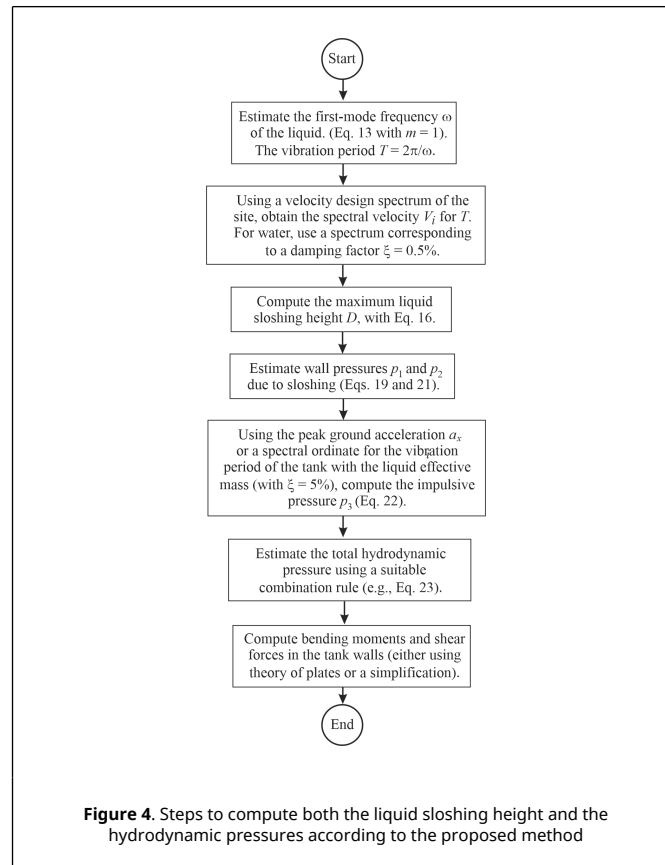 Start
Estimate the first-mode frequency ω
of the liquid. (Eq. 13 with m = 1).
The vibration period T = 2π/ω.
Using a velocity design spectrum of the
site, obtain the spectral velocity Vi for T.
For water, use a spectrum corresponding
to a damping factor ξ = 0.5%.
Compute the maximum liquid
sloshing height D, with Eq. 16.
Estimate wall pressures p1 and p2
due to sloshing (Eqs. 19 and 21).
Using the peak ground acceleration ax
or a spectral ordinate for the vibration
period of the tank with the liquid effective
mass (with ξ = 5%), compute the impulsive
pressure p3 (Eq. 22).
Estimate the total hydrodynamic
pressure using a suitable
combination rule (e.g., Eq. 23).
Compute bending moments and shear
forces in the tank walls (either using
theory of plates or a simplification).
End
Figure 4. Steps to compute both the liquid sloshing height and the
hydrodynamic pressures according to the proposed method